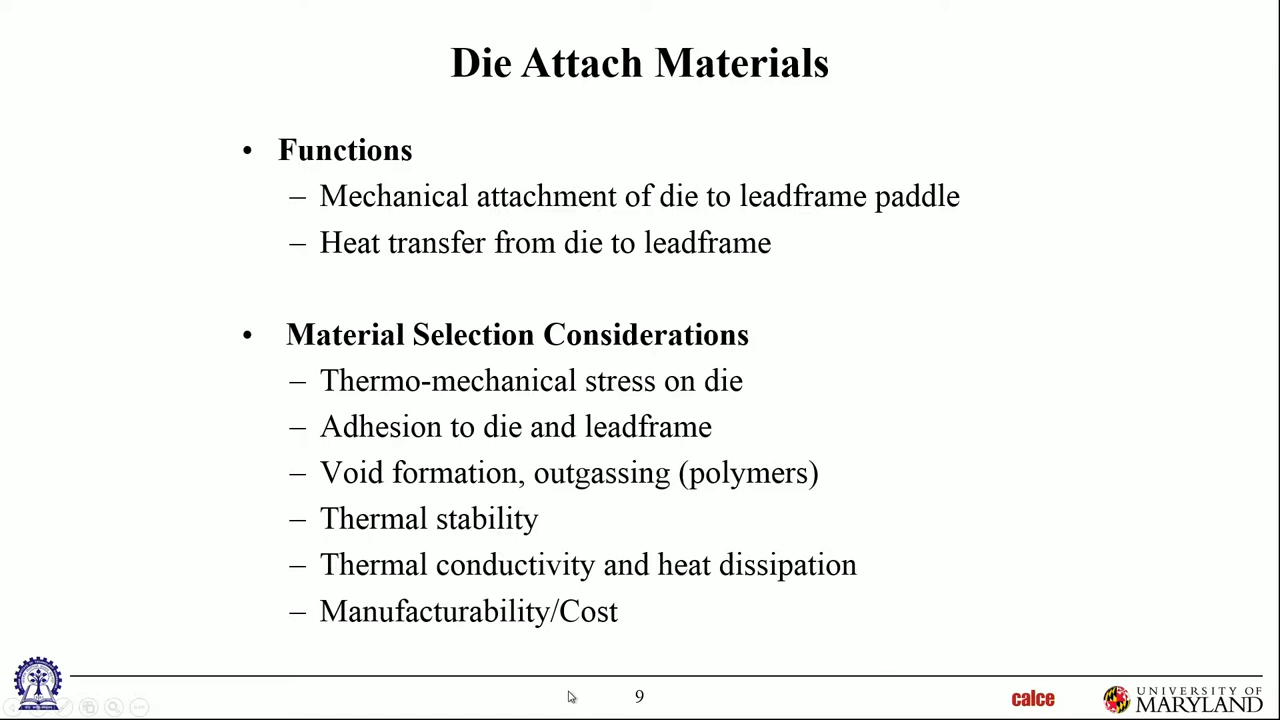 Die Attach Materials
• Functions
– Mechanical attachment of die to leadframe paddle
– Heat transfer from die to leadframe
• Material Selection Considerations
– Thermo-mechanical stress on die
– Adhesion to die and leadframe
– Void formation, outgassing (polymers)
– Thermal stability
– Thermal conductivity and heat dissipation
– Manufacturability/Cost
9
calce
UNIVERSITY OF
MARYLAND